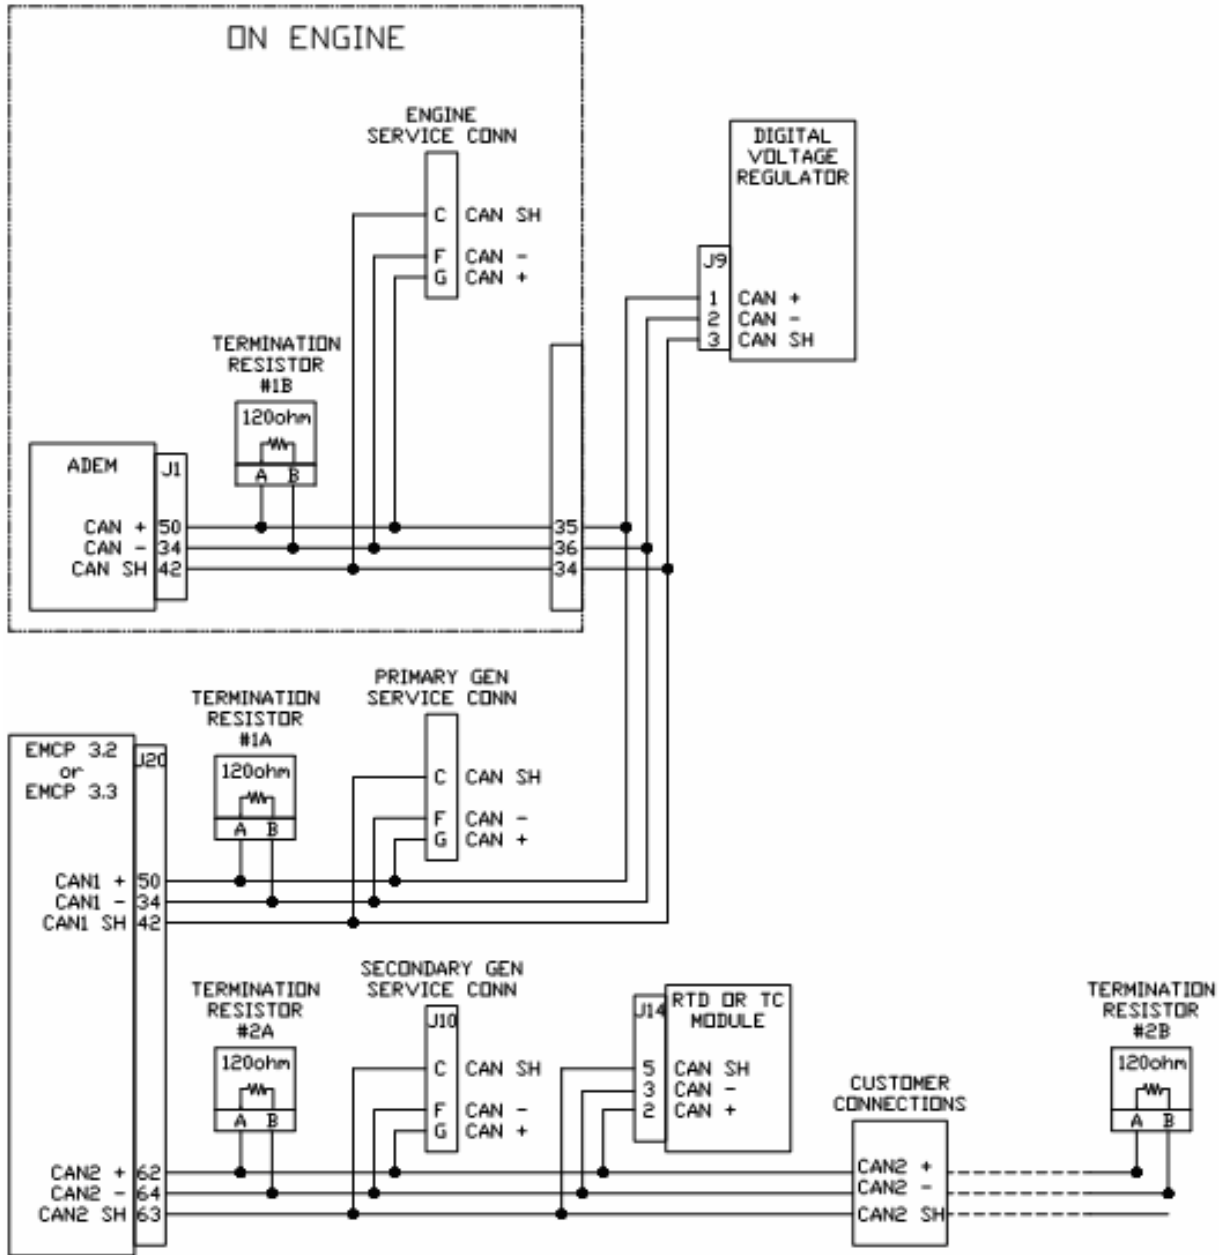 ON ENGINE
ENGINE
SERVICE CONN
C CAN SH
F CAN -
G CAN +
DIGITAL
VOLTAGE
REGULATOR
J9
1 CAN +
2 CAN -
3 CAN SH
TERMINATION
RESISTOR
#1B
120ohm
A B
ADEM
J1
CAN + 50
CAN - 34
CAN SH 42
35
36
34
PRIMARY GEN
SERVICE CONN
C CAN SH
F CAN -
G CAN +
TERMINATION
RESISTOR
#1A
120ohm
A B
EMCP 3.2
or
EMCP 3.3
J20
CAN1 + 50
CAN1 - 34
CAN1 SH 42
TERMINATION
RESISTOR
#2A
120ohm
A B
SECONDARY GEN
SERVICE CONN
J10
C CAN SH
F CAN -
G CAN +
J14
RTD OR TC
MODULE
5 CAN SH
3 CAN -
2 CAN +
CUSTOMER
CONNECTIONS
CAN2 +
CAN2 -
CAN2 SH
TERMINATION
RESISTOR
#2B
120ohm
A B
CAN2 + 62
CAN2 - 64
CAN2 SH 63